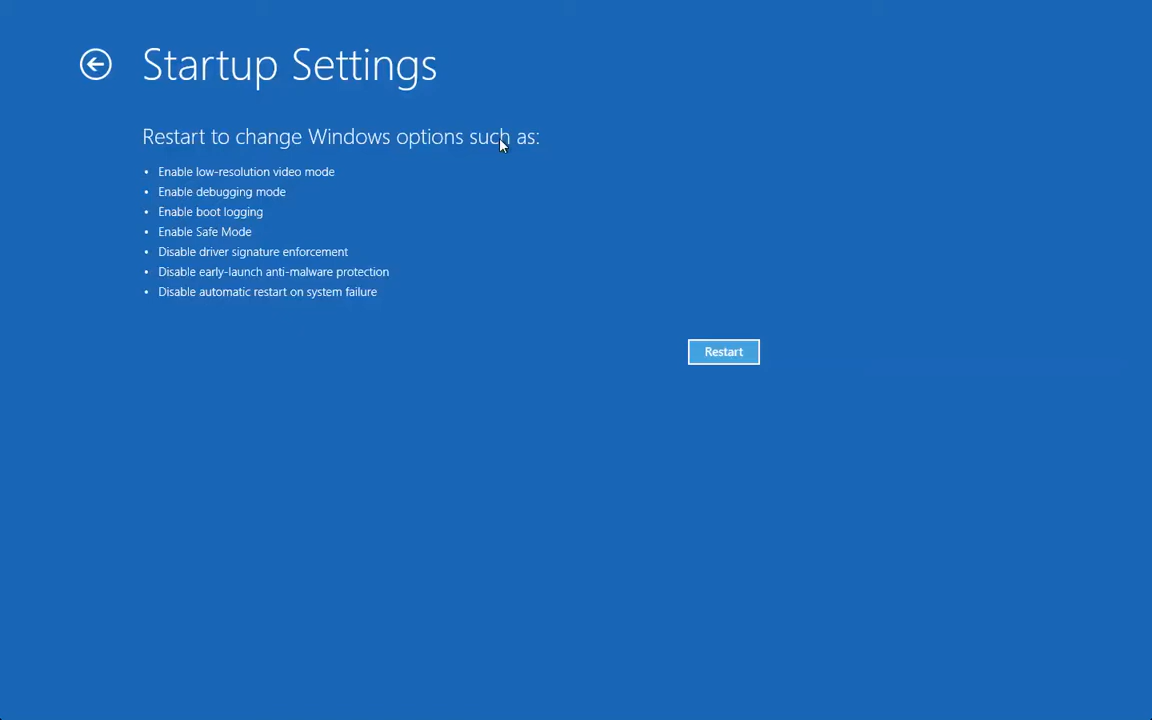 Startup Settings
Restart to change Windows options such as:
• Enable low-resolution video mode
• Enable debugging mode
• Enable boot logging
• Enable Safe Mode
• Disable driver signature enforcement
• Disable early-launch anti-malware protection
• Disable automatic restart on system failure
Restart